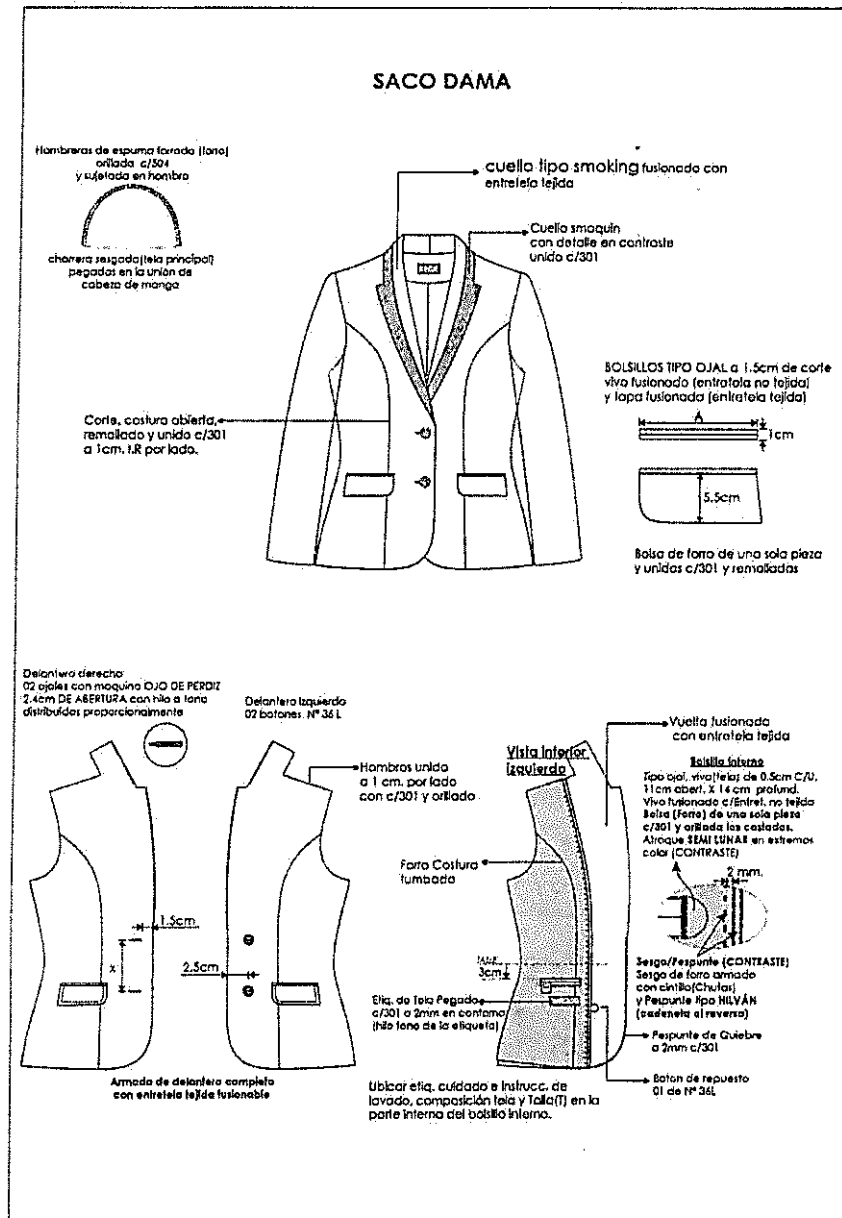 SACO DAMA
Hombreras de espuma forrada (tono)
orillada c/504
y sujetada en hombro
charrera sesgada(tela principal)
pegadas en la unión de
cabeza de manga
cuello tipo smoking fusionado con
entretela tejida
Cuello smoquin
con detalle en contraste
unido c/301
Corte, costura abierta,
remallado y unido c/301
a 1cm. I.R por lado.
BOLSILLOS TIPO OJAL a 1.5cm de corte
vivo fusionado (entretela no tejida)
y tapa fusionada (entretela tejida)
A
1cm
5.5cm
Bolsa de forro de una sola pieza
y unidas c/301 y remalladas
Delantero derecho
02 ojales con maquina OJO DE PERDIZ
2.4cm DE ABERTURA con hilo a tono
distribuidos proporcionalmente
Delantero Izquierdo
02 botones. N° 36 L
Hombros unido
a 1 cm. por lado
con c/301 y orillado
1.5cm
X
2.5cm
Armado de delantero completo
con entretela tejida fusionable
Vista interior
Izquierdo
Vuelta fusionada
con entretela tejida
Forro Costura
tumbada
Bolsillo interno
Tipo ojal, vivo(telas) de 0.5cm C/U.
11cm abert. X 14 cm profund.
Vivo fusionado c/Entret. no tejida
Bolsa (Forro) de una sola pieza
c/301 y orillada los costados.
Atraque SEMI LUNAR en extremos
color (CONTRASTE)
2 mm.
3cm
Sesgo/Pespunte (CONTRASTE)
Sesgo de forro armado
con cintillo(Chutas)
y Pespunte tipo HILVÁN
(cadeneta al reverso)
Etiq. de Tela Pegado
c/301 a 2mm en contorno
(hilo tono de la etiqueta)
Pespunte de Quiebre
a 2mm c/301
Boton de repuesto
01 de N° 36L
Ubicar etiq. cuidado e Instrucc. de
lavado, composición tela y Talla(T) en la
parte interna del bolsillo interno.